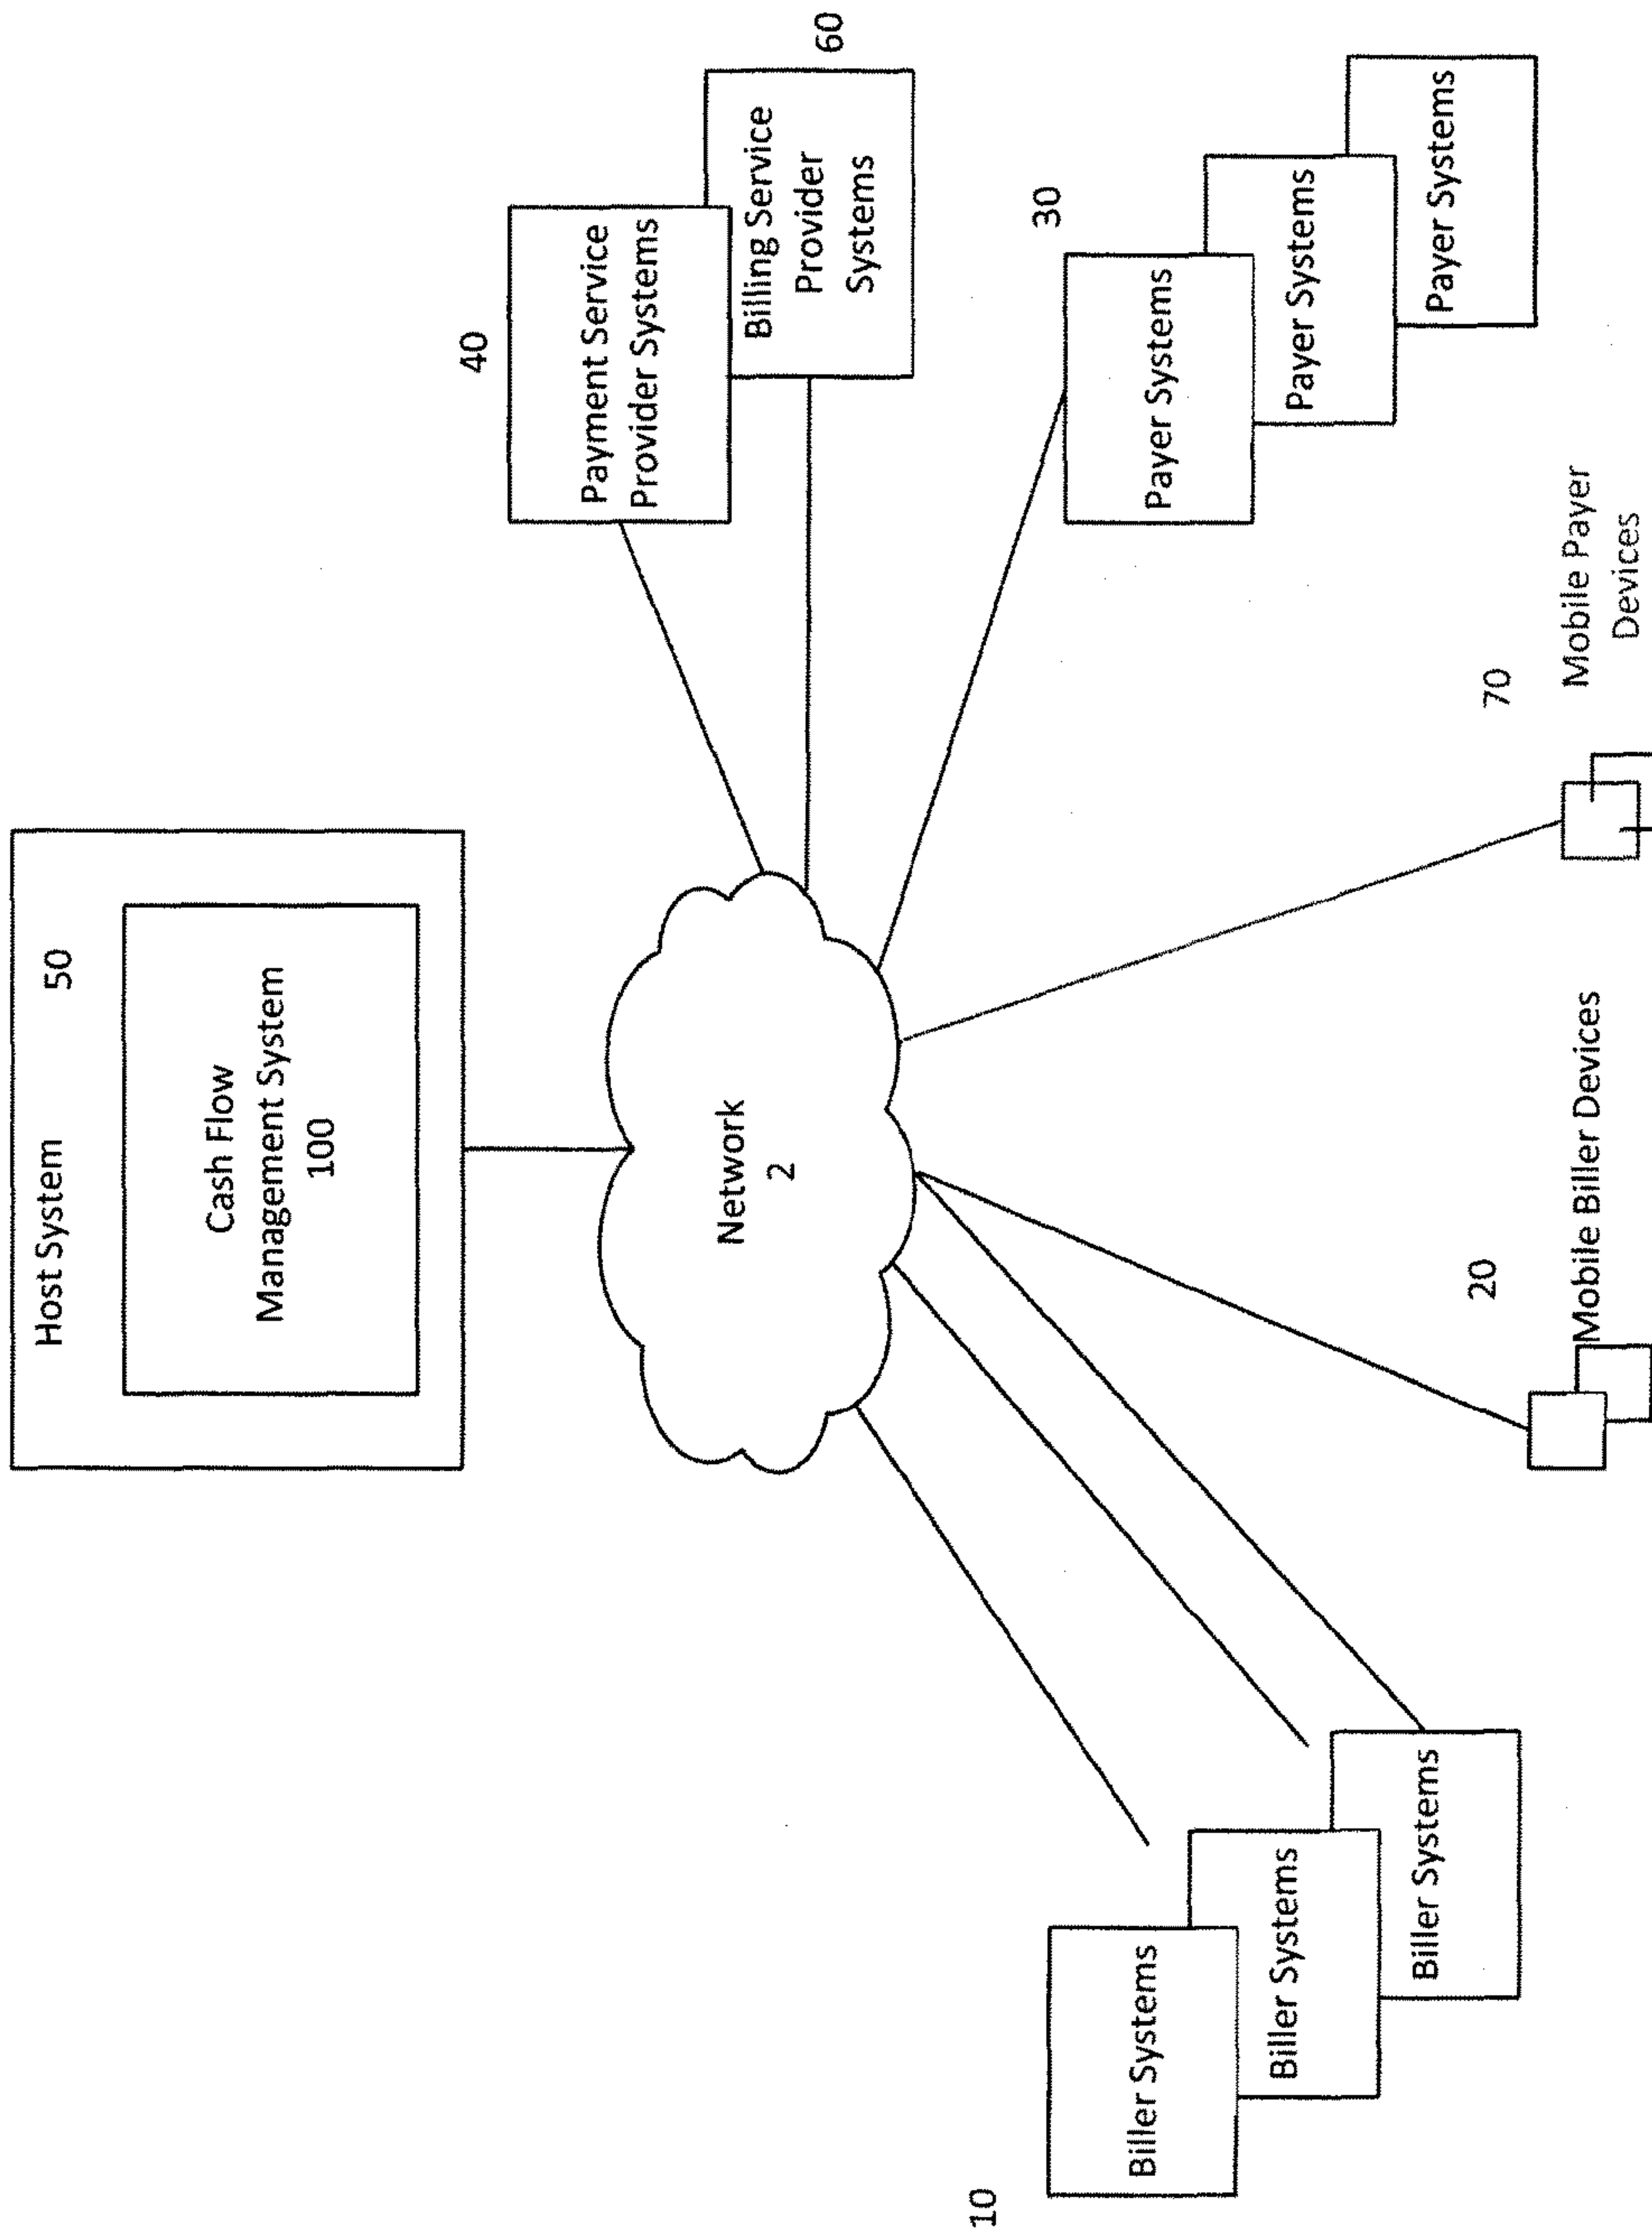 Host System
50
Cash Flow
Management System
100
40
Payment Service
Provider Systems
60
Billing Service
Provider
Systems
Network
2
30
Payer Systems
Payer Systems
Payer Systems
10
Biller Systems
Biller Systems
Biller Systems
20
Mobile Biller Devices
70
Mobile Payer
Devices